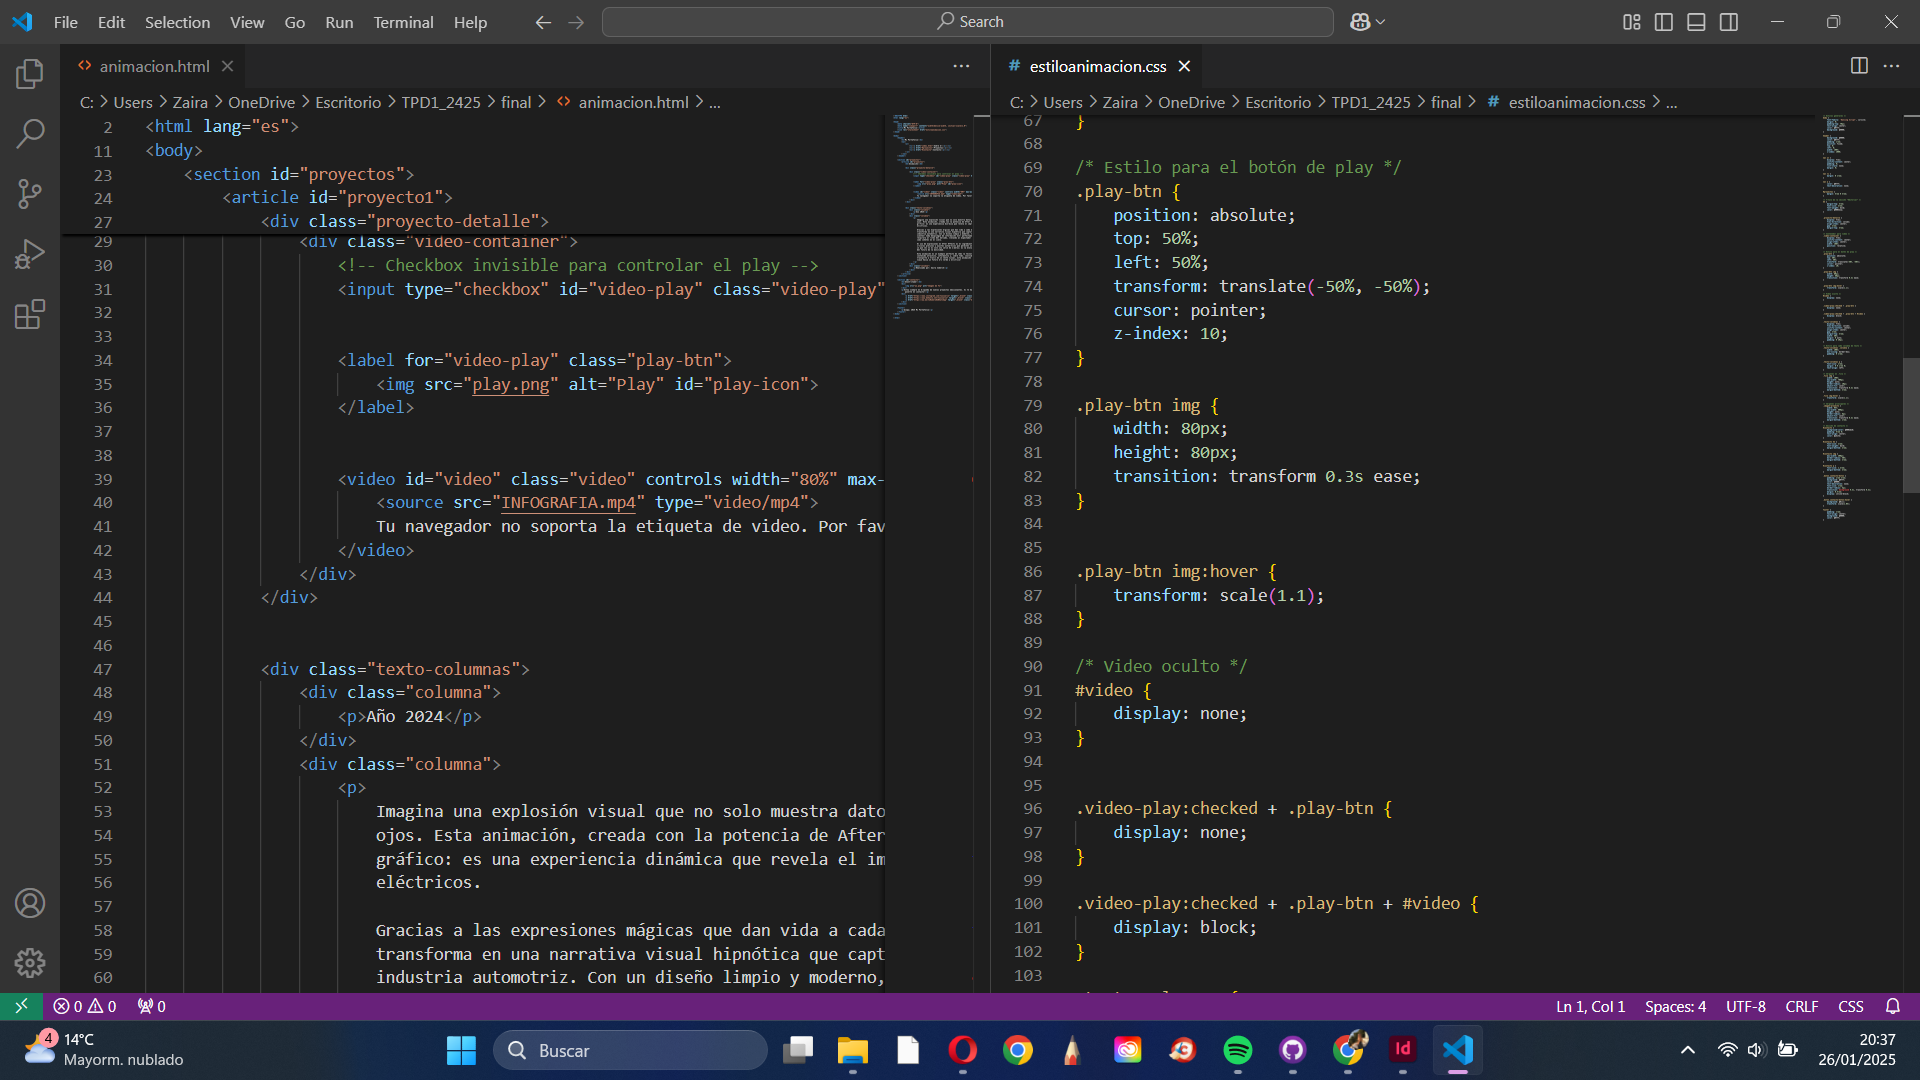 File Edit Selection View Go Run Terminal Help
Search
animacion.html
C: > Users > Zaira > OneDrive > Escritorio > TPD1_2425 > final > <> animacion.html > ...
2 <html lang="es">
11 <body>
23 <section id="proyectos">
24 <article id="proyecto1">
27 <div class="proyecto-detalle">
29 <div class="video-container">
30 <!-- Checkbox invisible para controlar el play -->
31 <input type="checkbox" id="video-play" class="video-play"
32
33
34 <label for="video-play" class="play-btn">
35 <img src="play.png" alt="Play" id="play-icon">
36 </label>
37
38
39 <video id="video" class="video" controls width="80%" max-
40 <source src="INFOGRAFIA.mp4" type="video/mp4">
41 Tu navegador no soporta la etiqueta de video. Por fav
42 </video>
43 </div>
44 </div>
45
46
47 <div class="texto-columnas">
48 <div class="columna">
49 <p>Año 2024</p>
50 </div>
51 <div class="columna">
52 <p>
53 Imagina una explosión visual que no solo muestra dato
54 ojos. Esta animación, creada con la potencia de After
55 gráfico: es una experiencia dinámica que revela el im
56 eléctricos.
57
58 Gracias a las expresiones mágicas que dan vida a cada
59 transforma en una narrativa visual hipnótica que capt
60 industria automotriz. Con un diseño limpio y moderno,
# estiloanimacion.css
C: > Users > Zaira > OneDrive > Escritorio > TPD1_2425 > final > # estiloanimacion.css > ...
67 }
68
69 /* Estilo para el botón de play */
70 .play-btn {
71 position: absolute;
72 top: 50%;
73 left: 50%;
74 transform: translate(-50%, -50%);
75 cursor: pointer;
76 z-index: 10;
77 }
78
79 .play-btn img {
80 width: 80px;
81 height: 80px;
82 transition: transform 0.3s ease;
83 }
84
85
86 .play-btn img:hover {
87 transform: scale(1.1);
88 }
89
90 /* Video oculto */
91 #video {
92 display: none;
93 }
94
95
96 .video-play:checked + .play-btn {
97 display: none;
98 }
99
100 .video-play:checked + .play-btn + #video {
101 display: block;
102 }
103
0 0 0
Ln 1, Col 1 Spaces: 4 UTF-8 CRLF CSS
4
14°C
Mayorm. nublado
Buscar
Id
20:37
26/01/2025